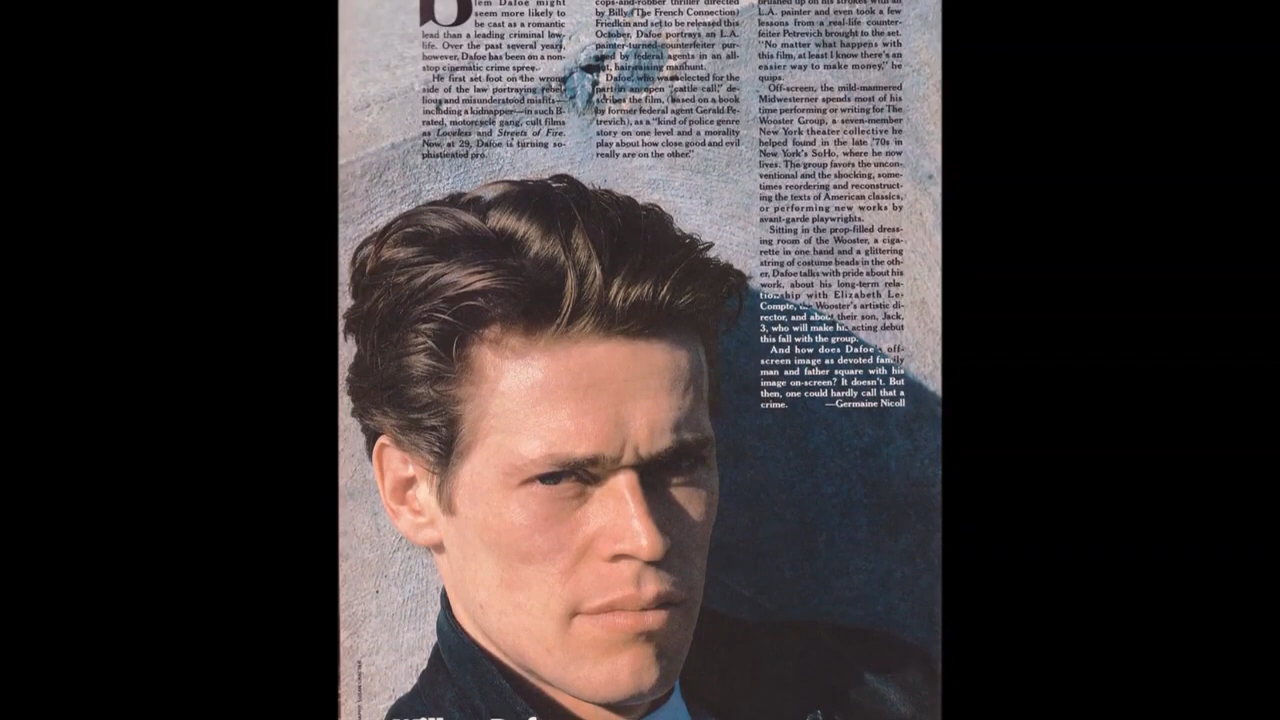 lem Dafoe might
seem more likely to
be cast as a romantic
lead than a leading criminal low-
life. Over the past several years,
however, Dafoe has been on a non-
stop cinematic crime spree.
He first set foot on the wrong
side of the law portraying rebel-
lious and misunderstood misfits—
including a kidnapper—in such B-
rated, motorcycle gang, cult films
as Loveless and Streets of Fire.
Now, at 29, Dafoe is turning so-
phisticated pro.
cops-and-robber thriller directed
by Billy (The French Connection)
Friedkin and set to be released this
October, Dafoe portrays an L.A.
painter-turned-counterfeiter pur-
sued by federal agents in an all-
out, hair-raising manhunt.
Dafoe, who was selected for the
part in an open "cattle call," de-
scribes the film, (based on a book
by former federal agent Gerald Pe-
trevich), as a "kind of police genre
story on one level and a morality
play about how close good and evil
really are on the other."
brushed up on his strokes with an
L.A. painter and even took a few
lessons from a real-life counter-
feiter Petrevich brought to the set.
"No matter what happens with
this film, at least I know there's an
easier way to make money," he
quips.
Off-screen, the mild-mannered
Midwesterner spends most of his
time performing or writing for The
Wooster Group, a seven-member
New York theater collective he
helped found in the late '70s in
New York's SoHo, where he now
lives. The group favors the uncon-
ventional and the shocking, some-
times reordering and reconstruct-
ing the texts of American classics,
or performing new works by
avant-garde playwrights.
Sitting in the prop-filled dress-
ing room of the Wooster, a ciga-
rette in one hand and a glittering
string of costume beads in the oth-
er, Dafoe talks with pride about his
work, about his long-term rela-
tionship with Elizabeth Le-
Compte, the Wooster's artistic di-
rector, and about their son, Jack,
3, who will make his acting debut
this fall with the group.
And how does Dafoe's off-
screen image as devoted family
man and father square with his
image on-screen? It doesn't. But
then, one could hardly call that a
crime. —Germaine Nicoll